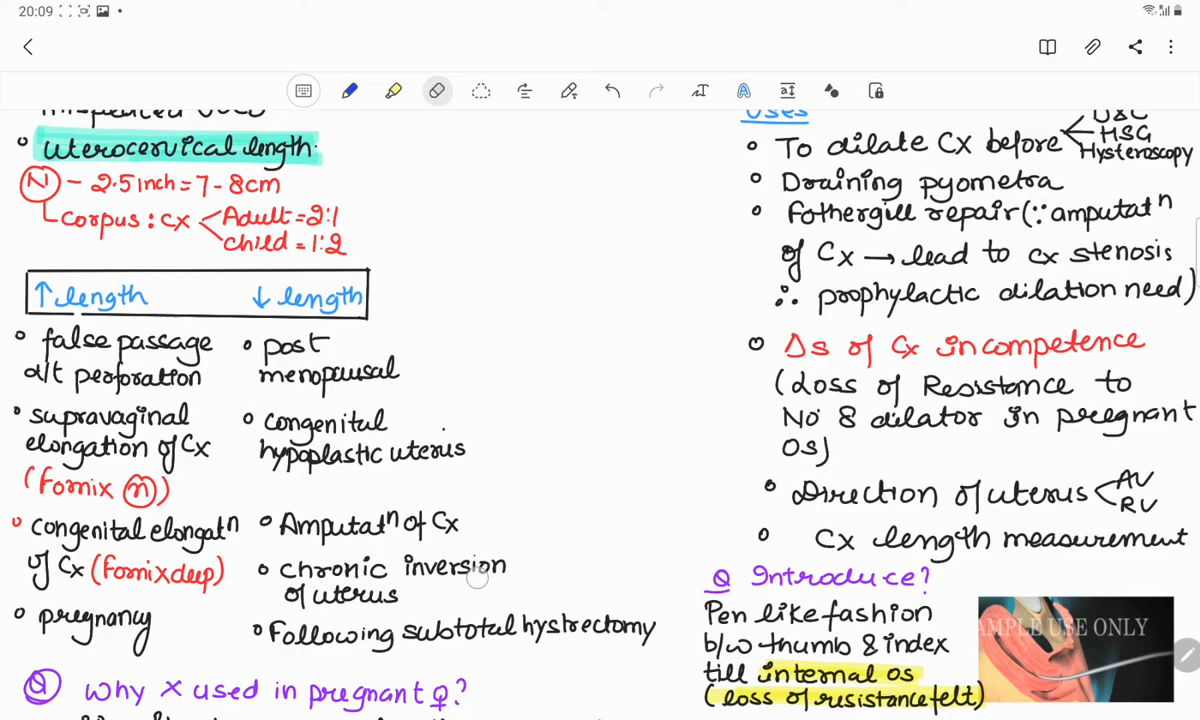 20:09
uterocervical length
N - 2.5 inch = 7 - 8 cm
Corpus : Cx Adult = 2:1
child = 1:2
↑ length ↓ length
false passage
d/t perforation
supravaginal
elongation of Cx
(Fornix n)
congenital elongatn
of Cx (fornix deep)
pregnancy
post
menopausal
congenital
hypoplastic uterus
Amputatn of Cx
chronic inversion
of uterus
Following subtotal hystrectomy
Q why X used in pregnant ♀?
Uses
To dilate Cx before D&C
HSG
Hysteroscopy
Draining pyometra
Fothergill repair (∵ amputatn
of Cx → lead to cx stenosis
∴ prophylactic dilation need)
Δs of Cx incompetence
(Loss of Resistance to
No 8 dilator in pregnant
OS)
Direction of uterus AV
RV
Cx length measurement
Q Introduce?
Pen like fashion
b/w thumb & index
till internal os
(loss of resistance felt)
AMPLE USE ONLY